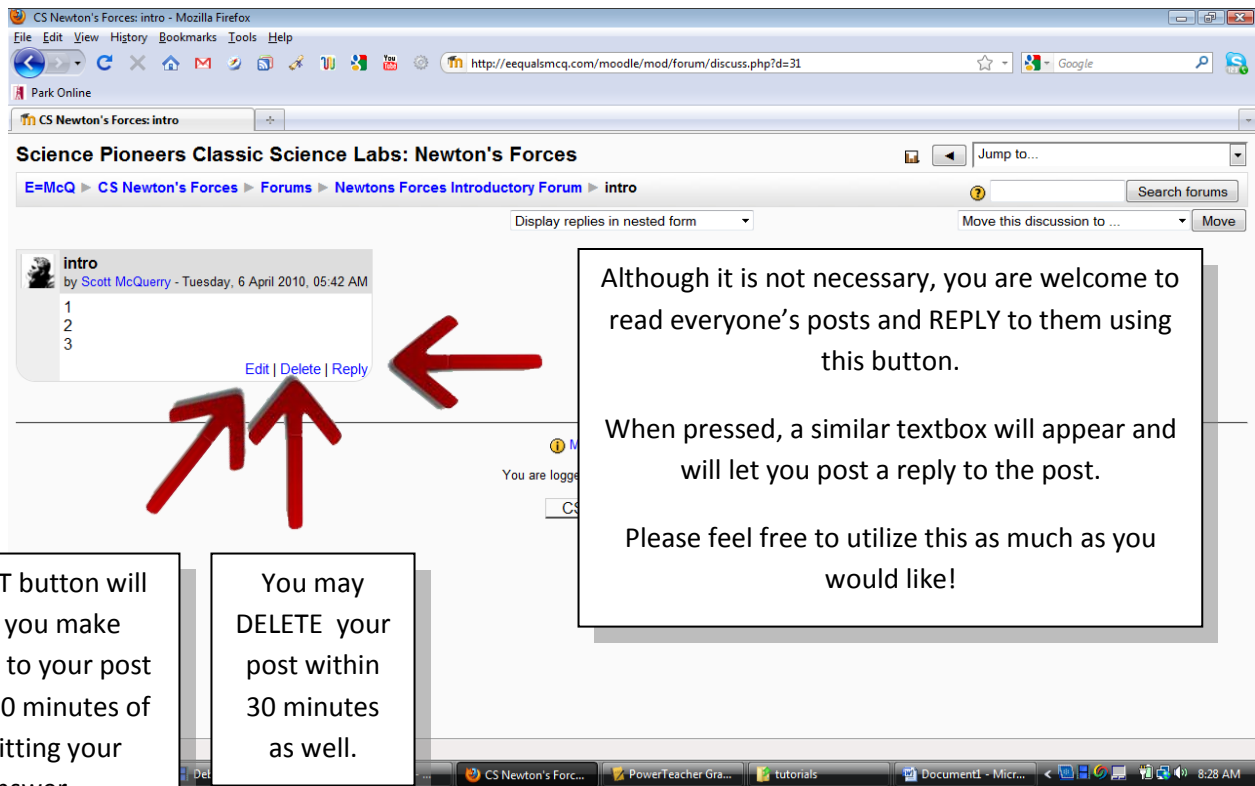 CS Newton's Forces: intro - Mozilla Firefox
File Edit View History Bookmarks Tools Help
http://eequalsmcq.com/moodle/mod/forum/discuss.php?d=31
Google
Park Online
CS Newton's Forces: intro
Science Pioneers Classic Science Labs: Newton's Forces
Jump to...
E=McQ ► CS Newton's Forces ► Forums ► Newtons Forces Introductory Forum ► intro
Search forums
Display replies in nested form
Move this discussion to ...
Move
intro
by Scott McQuerry - Tuesday, 6 April 2010, 05:42 AM
1
2
3
Edit | Delete | Reply
Although it is not necessary, you are welcome to
read everyone's posts and REPLY to them using
this button.
When pressed, a similar textbox will appear and
will let you post a reply to the post.
Please feel free to utilize this as much as you
would like!
You are logge
CS
T button will
you make
to your post
0 minutes of
itting your
You may
DELETE your
post within
30 minutes
as well.
CS Newton's Forc...
PowerTeacher Gra...
tutorials
Document1 - Micr...
8:28 AM